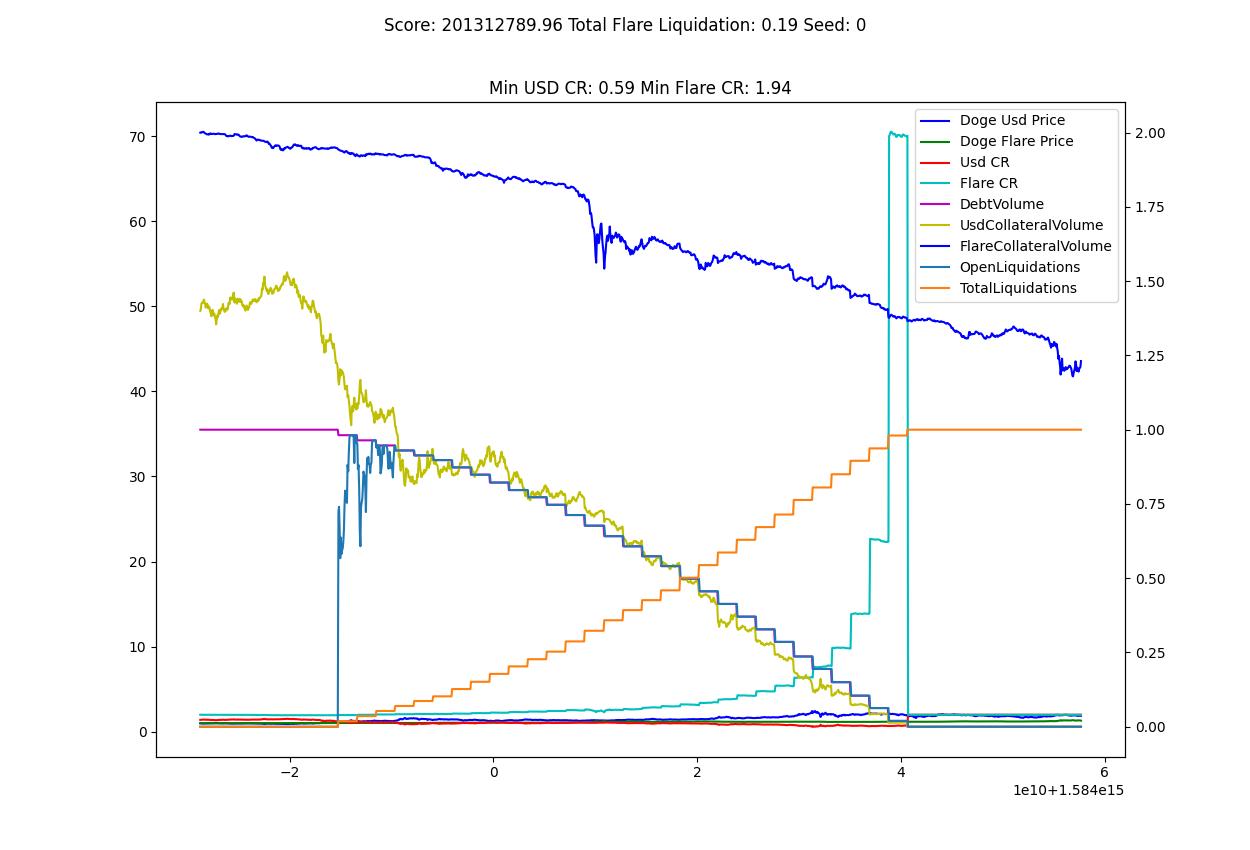 Score: 201312789.96 Total Flare Liquidation: 0.19 Seed: 0
Min USD CR: 0.59 Min Flare CR: 1.94
70
60
50
40
30
20
10
0
2.00
1.75
1.50
1.25
1.00
0.75
0.50
0.25
0.00
Doge Usd Price
Doge Flare Price
Usd CR
Flare CR
DebtVolume
UsdCollateralVolume
FlareCollateralVolume
OpenLiquidations
TotalLiquidations
−2 0 2 4 6
1e10+1.584e15